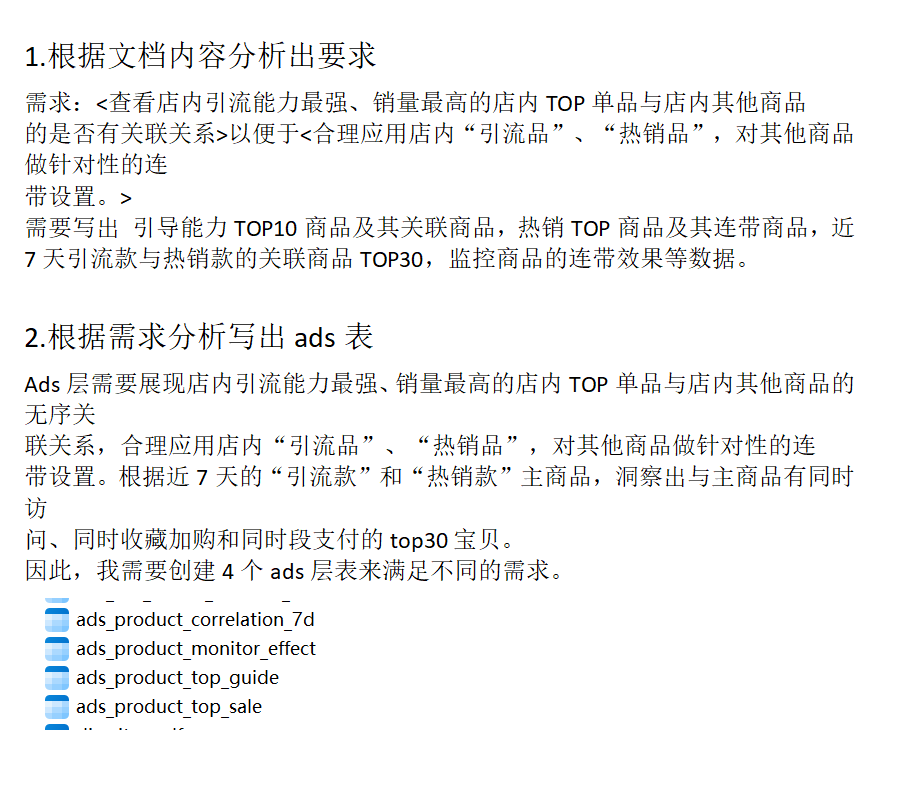 1.根据文档内容分析出要求
需求：<查看店内引流能力最强、销量最高的店内 TOP 单品与店内其他商品
的是否有关联关系>以便于<合理应用店内“引流品”、“热销品”，对其他商品
做针对性的连
带设置。>
需要写出 引导能力 TOP10 商品及其关联商品，热销 TOP 商品及其连带商品，近
7 天引流款与热销款的关联商品 TOP30，监控商品的连带效果等数据。
2.根据需求分析写出 ads 表
Ads 层需要展现店内引流能力最强、销量最高的店内 TOP 单品与店内其他商品的
无序关
联关系，合理应用店内“引流品”、“热销品”，对其他商品做针对性的连
带设置。根据近 7 天的“引流款”和“热销款”主商品，洞察出与主商品有同时
访
问、同时收藏加购和同时段支付的 top30 宝贝。
因此，我需要创建 4 个 ads 层表来满足不同的需求。
ads_product_correlation_7d
ads_product_monitor_effect
ads_product_top_guide
ads_product_top_sale